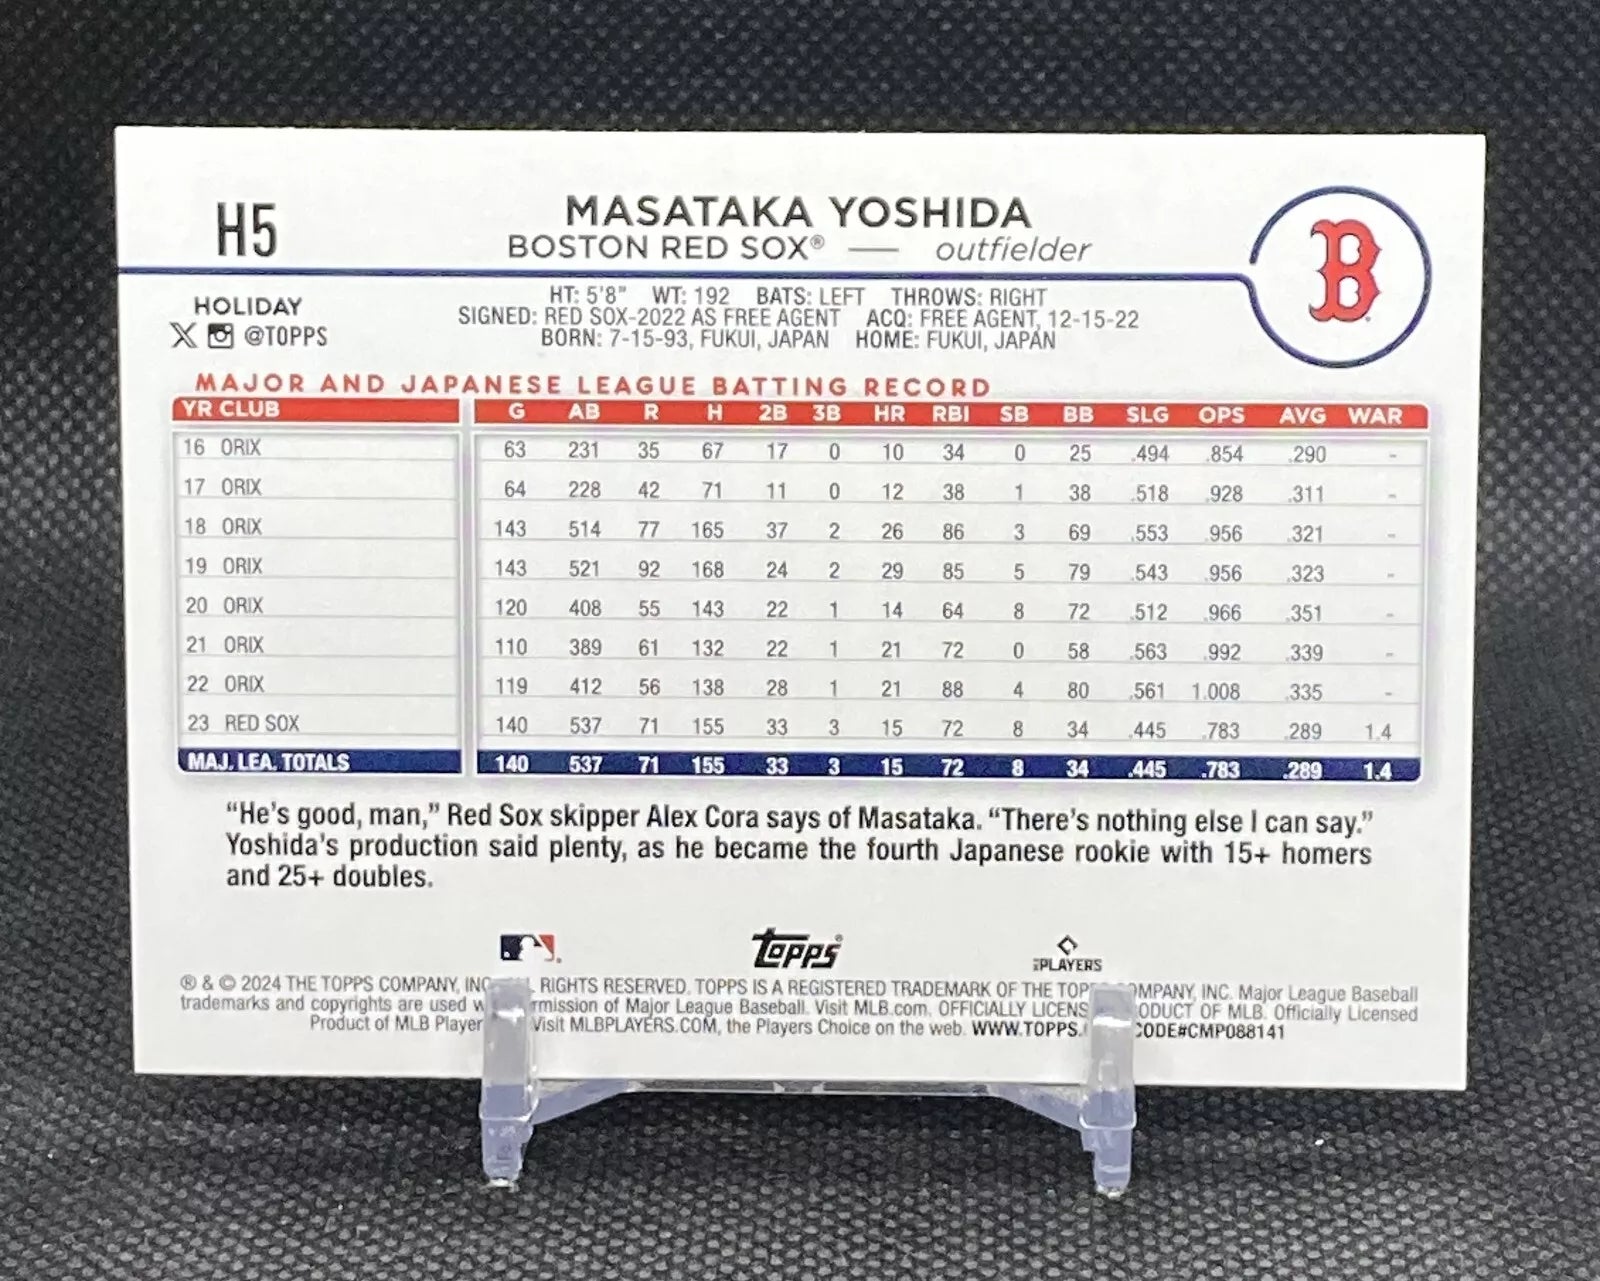 H5
MASATAKA YOSHIDA
BOSTON RED SOX® — outfielder
B
HOLIDAY
@TOPPS
HT: 5'8" WT: 192 BATS: LEFT THROWS: RIGHT
SIGNED: RED SOX-2022 AS FREE AGENT ACQ: FREE AGENT, 12-15-22
BORN: 7-15-93, FUKUI, JAPAN HOME: FUKUI, JAPAN
MAJOR AND JAPANESE LEAGUE BATTING RECORD
YR CLUB G AB R H 2B 3B HR RBI SB BB SLG OPS AVG WAR
16 ORIX 63 231 35 67 17 0 10 34 0 25 .494 .854 .290 -
17 ORIX 64 228 42 71 11 0 12 38 1 38 .518 .928 .311 -
18 ORIX 143 514 77 165 37 2 26 86 3 69 .553 .956 .321 -
19 ORIX 143 521 92 168 24 2 29 85 5 79 .543 .956 .323 -
20 ORIX 120 408 55 143 22 1 14 64 8 72 .512 .966 .351 -
21 ORIX 110 389 61 132 22 1 21 72 0 58 .563 .992 .339 -
22 ORIX 119 412 56 138 28 1 21 88 4 80 .561 1.008 .335 -
23 RED SOX 140 537 71 155 33 3 15 72 8 34 .445 .783 .289 1.4
MAJ. LEA. TOTALS 140 537 71 155 33 3 15 72 8 34 .445 .783 .289 1.4
“He's good, man,” Red Sox skipper Alex Cora says of Masataka. “There's nothing else I can say.”
Yoshida's production said plenty, as he became the fourth Japanese rookie with 15+ homers
and 25+ doubles.
Topps®
PLAYERS
® & © 2024 THE TOPPS COMPANY, INC. RIGHTS RESERVED. TOPPS IS A REGISTERED TRADEMARK OF THE TOPPS COMPANY, INC. Major League Baseball
trademarks and copyrights are used permission of Major League Baseball. Visit MLB.com. OFFICIALLY LICENSED PRODUCT OF MLB. Officially Licensed
Product of MLB Player Visit MLBPLAYERS.COM, the Players Choice on the web. WWW.TOPPS. CODE#CMP088141